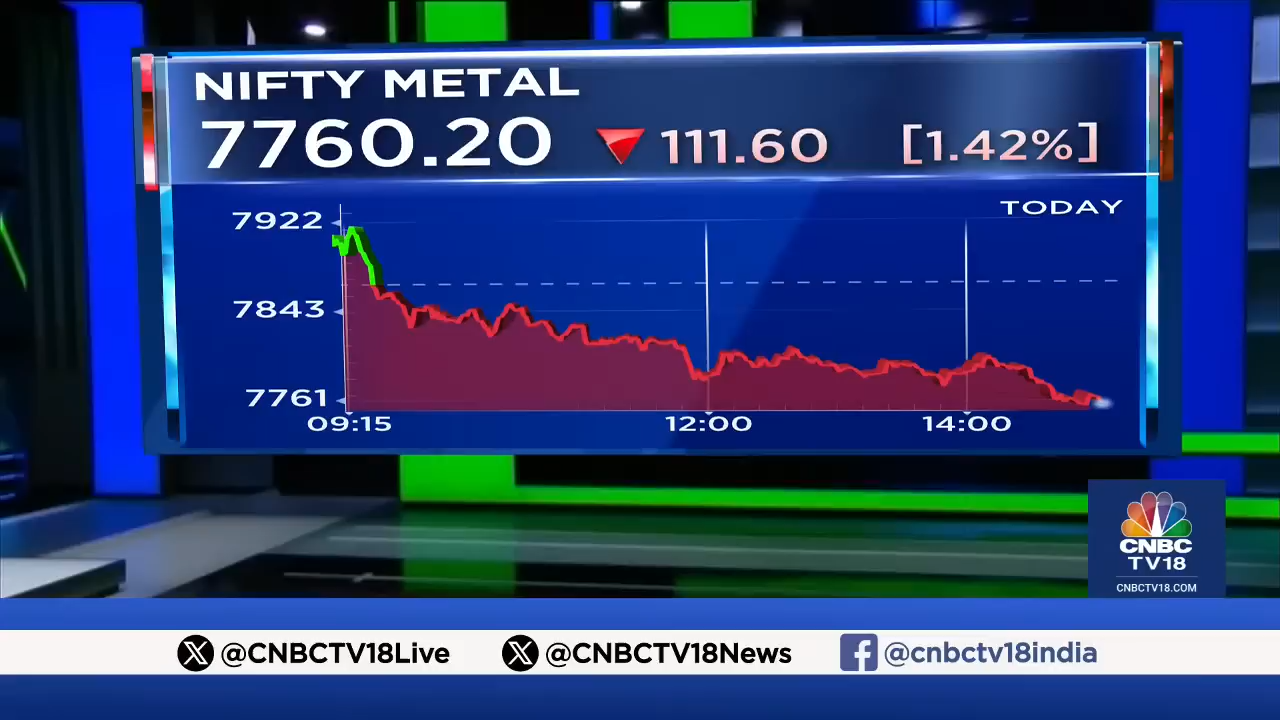 NIFTY METAL
7760.20 ▼ 111.60 [1.42%]
TODAY
7922
7843
7761
09:15 12:00 14:00
CNBC
TV18
CNBCTV18.COM
@CNBCTV18Live @CNBCTV18News @cnbctv18india